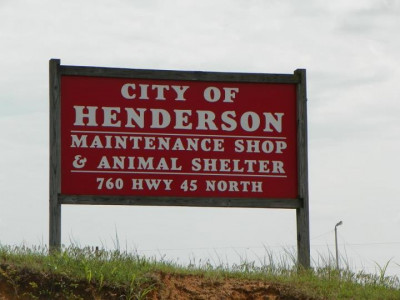 CITY OF
HENDERSON
MAINTENANCE SHOP
& ANIMAL SHELTER
760 HWY 45 NORTH